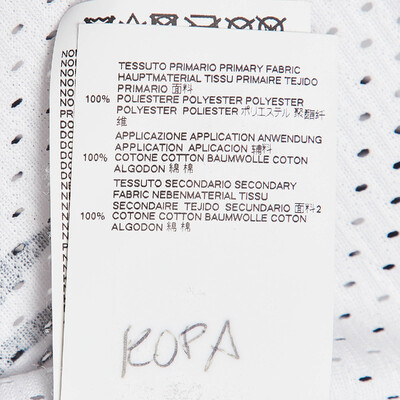 TESSUTO PRIMARIO PRIMARY FABRIC
HAUPTMATERIAL TISSU PRIMAIRE TEJIDO
PRIMARIO 面料
100% POLIESTERE POLYESTER POLYESTER
POLYESTER POLIESTER ポリエステル 聚酯纤
维
APPLICAZIONE APPLICATION ANWENDUNG
APPLICATION APLICACION 辅料
100% COTONE COTTON BAUMWOLLE COTON
ALGODON 綿 棉
TESSUTO SECONDARIO SECONDARY
FABRIC NEBENMATERIAL TISSU
SECONDAIRE TEJIDO SECUNDARIO 面料2
100% COTONE COTTON BAUMWOLLE COTON
ALGODON 綿 棉
KOPA